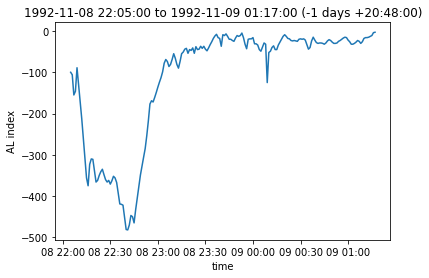 1992-11-08 22:05:00 to 1992-11-09 01:17:00 (-1 days +20:48:00)
0
−100
−200
−300
−400
−500
AL index
08 22:00 08 22:30 08 23:00 08 23:30 09 00:00 09 00:30 09 01:00
time